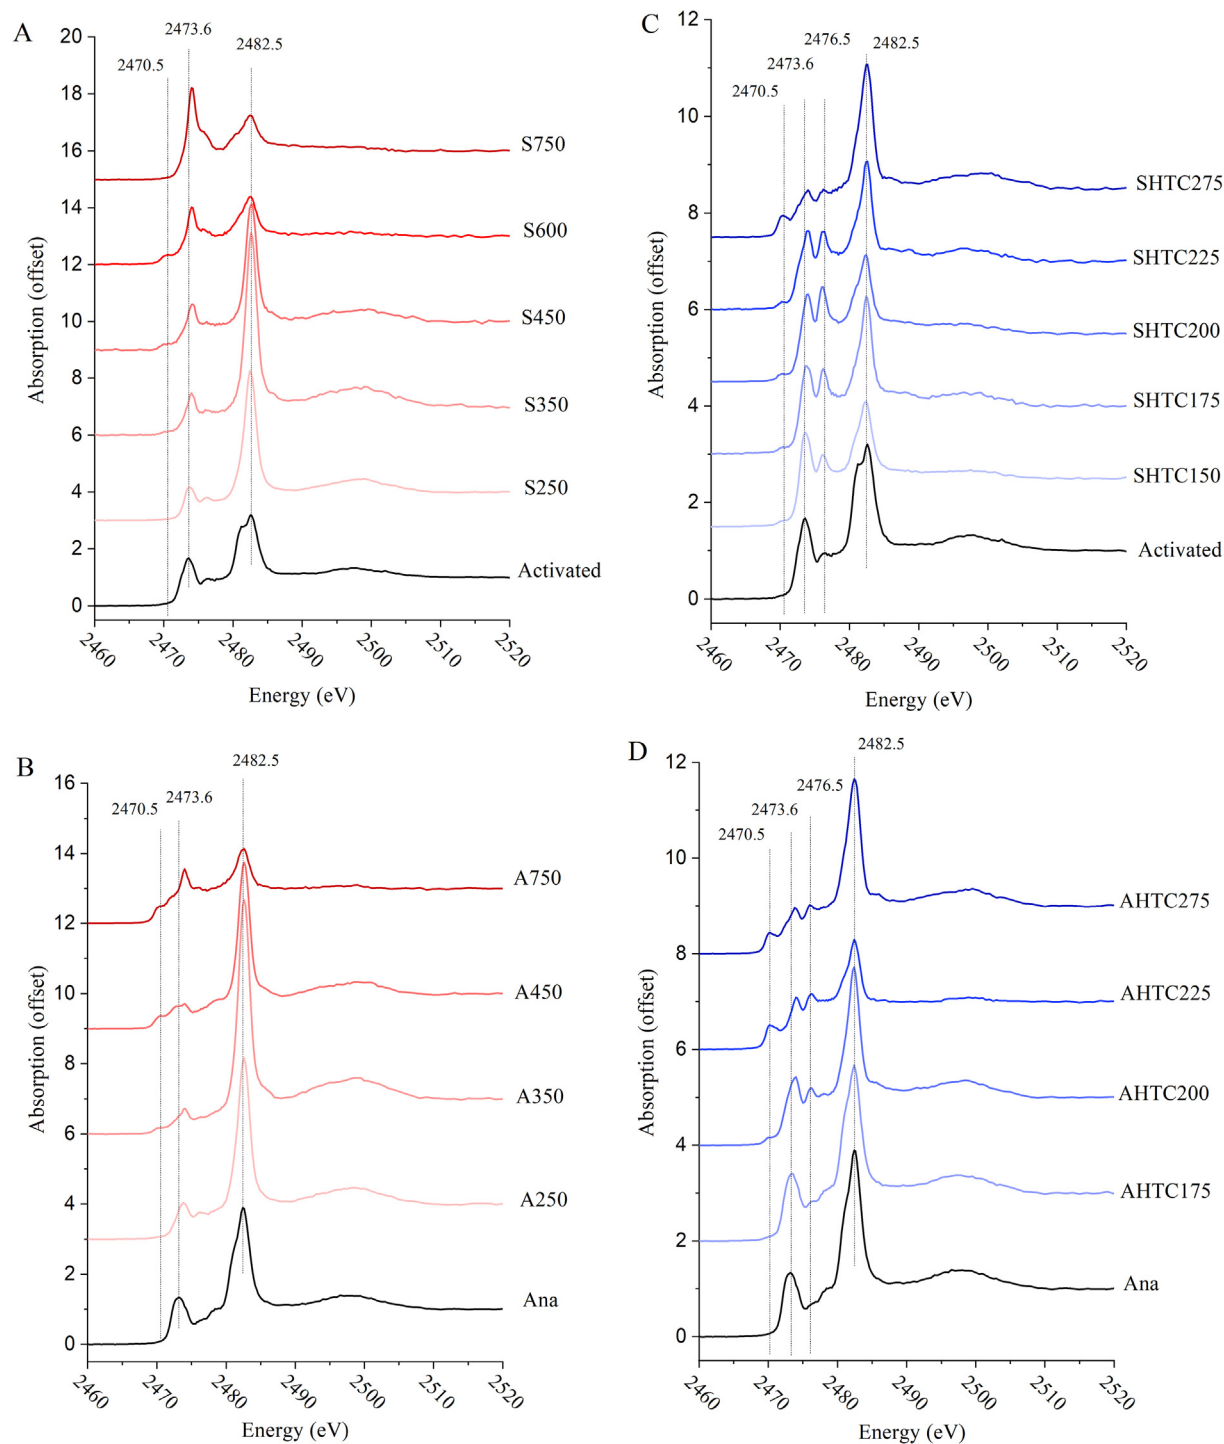 A
2470.5
2473.6
2482.5
20
18
16
14
12
10
8
6
4
2
0
Absorption (offset)
S750
S600
S450
S350
S250
Activated
2460
2470
2480
2490
2500
2510
2520
Energy (eV)
C
2470.5
2473.6
2476.5
2482.5
12
10
8
6
4
2
0
Absorption (offset)
SHTC275
SHTC225
SHTC200
SHTC175
SHTC150
Activated
2460
2470
2480
2490
2500
2510
2520
Energy (eV)
B
2470.5
2473.6
2482.5
16
14
12
10
8
6
4
2
0
Absorption (offset)
A750
A450
A350
A250
Ana
2460
2470
2480
2490
2500
2510
2520
Energy (eV)
D
2470.5
2473.6
2476.5
2482.5
12
10
8
6
4
2
0
Absorption (offset)
AHTC275
AHTC225
AHTC200
AHTC175
Ana
2460
2470
2480
2490
2500
2510
2520
Energy (eV)